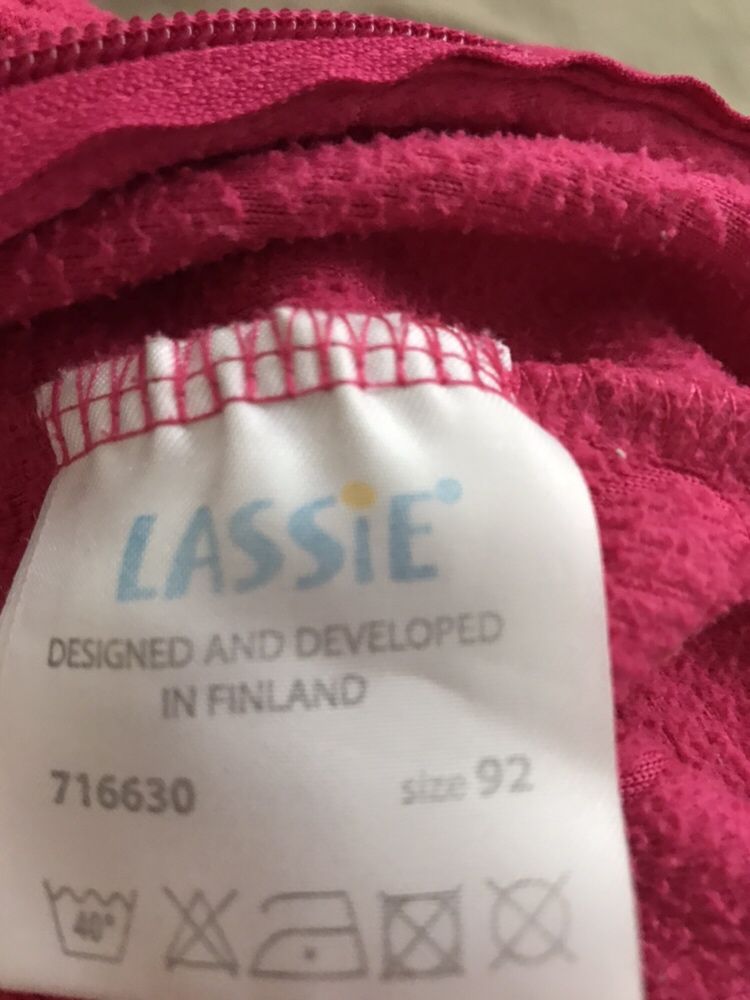 LASSiE
DESIGNED AND DEVELOPED
IN FINLAND
716630 size 92
40°